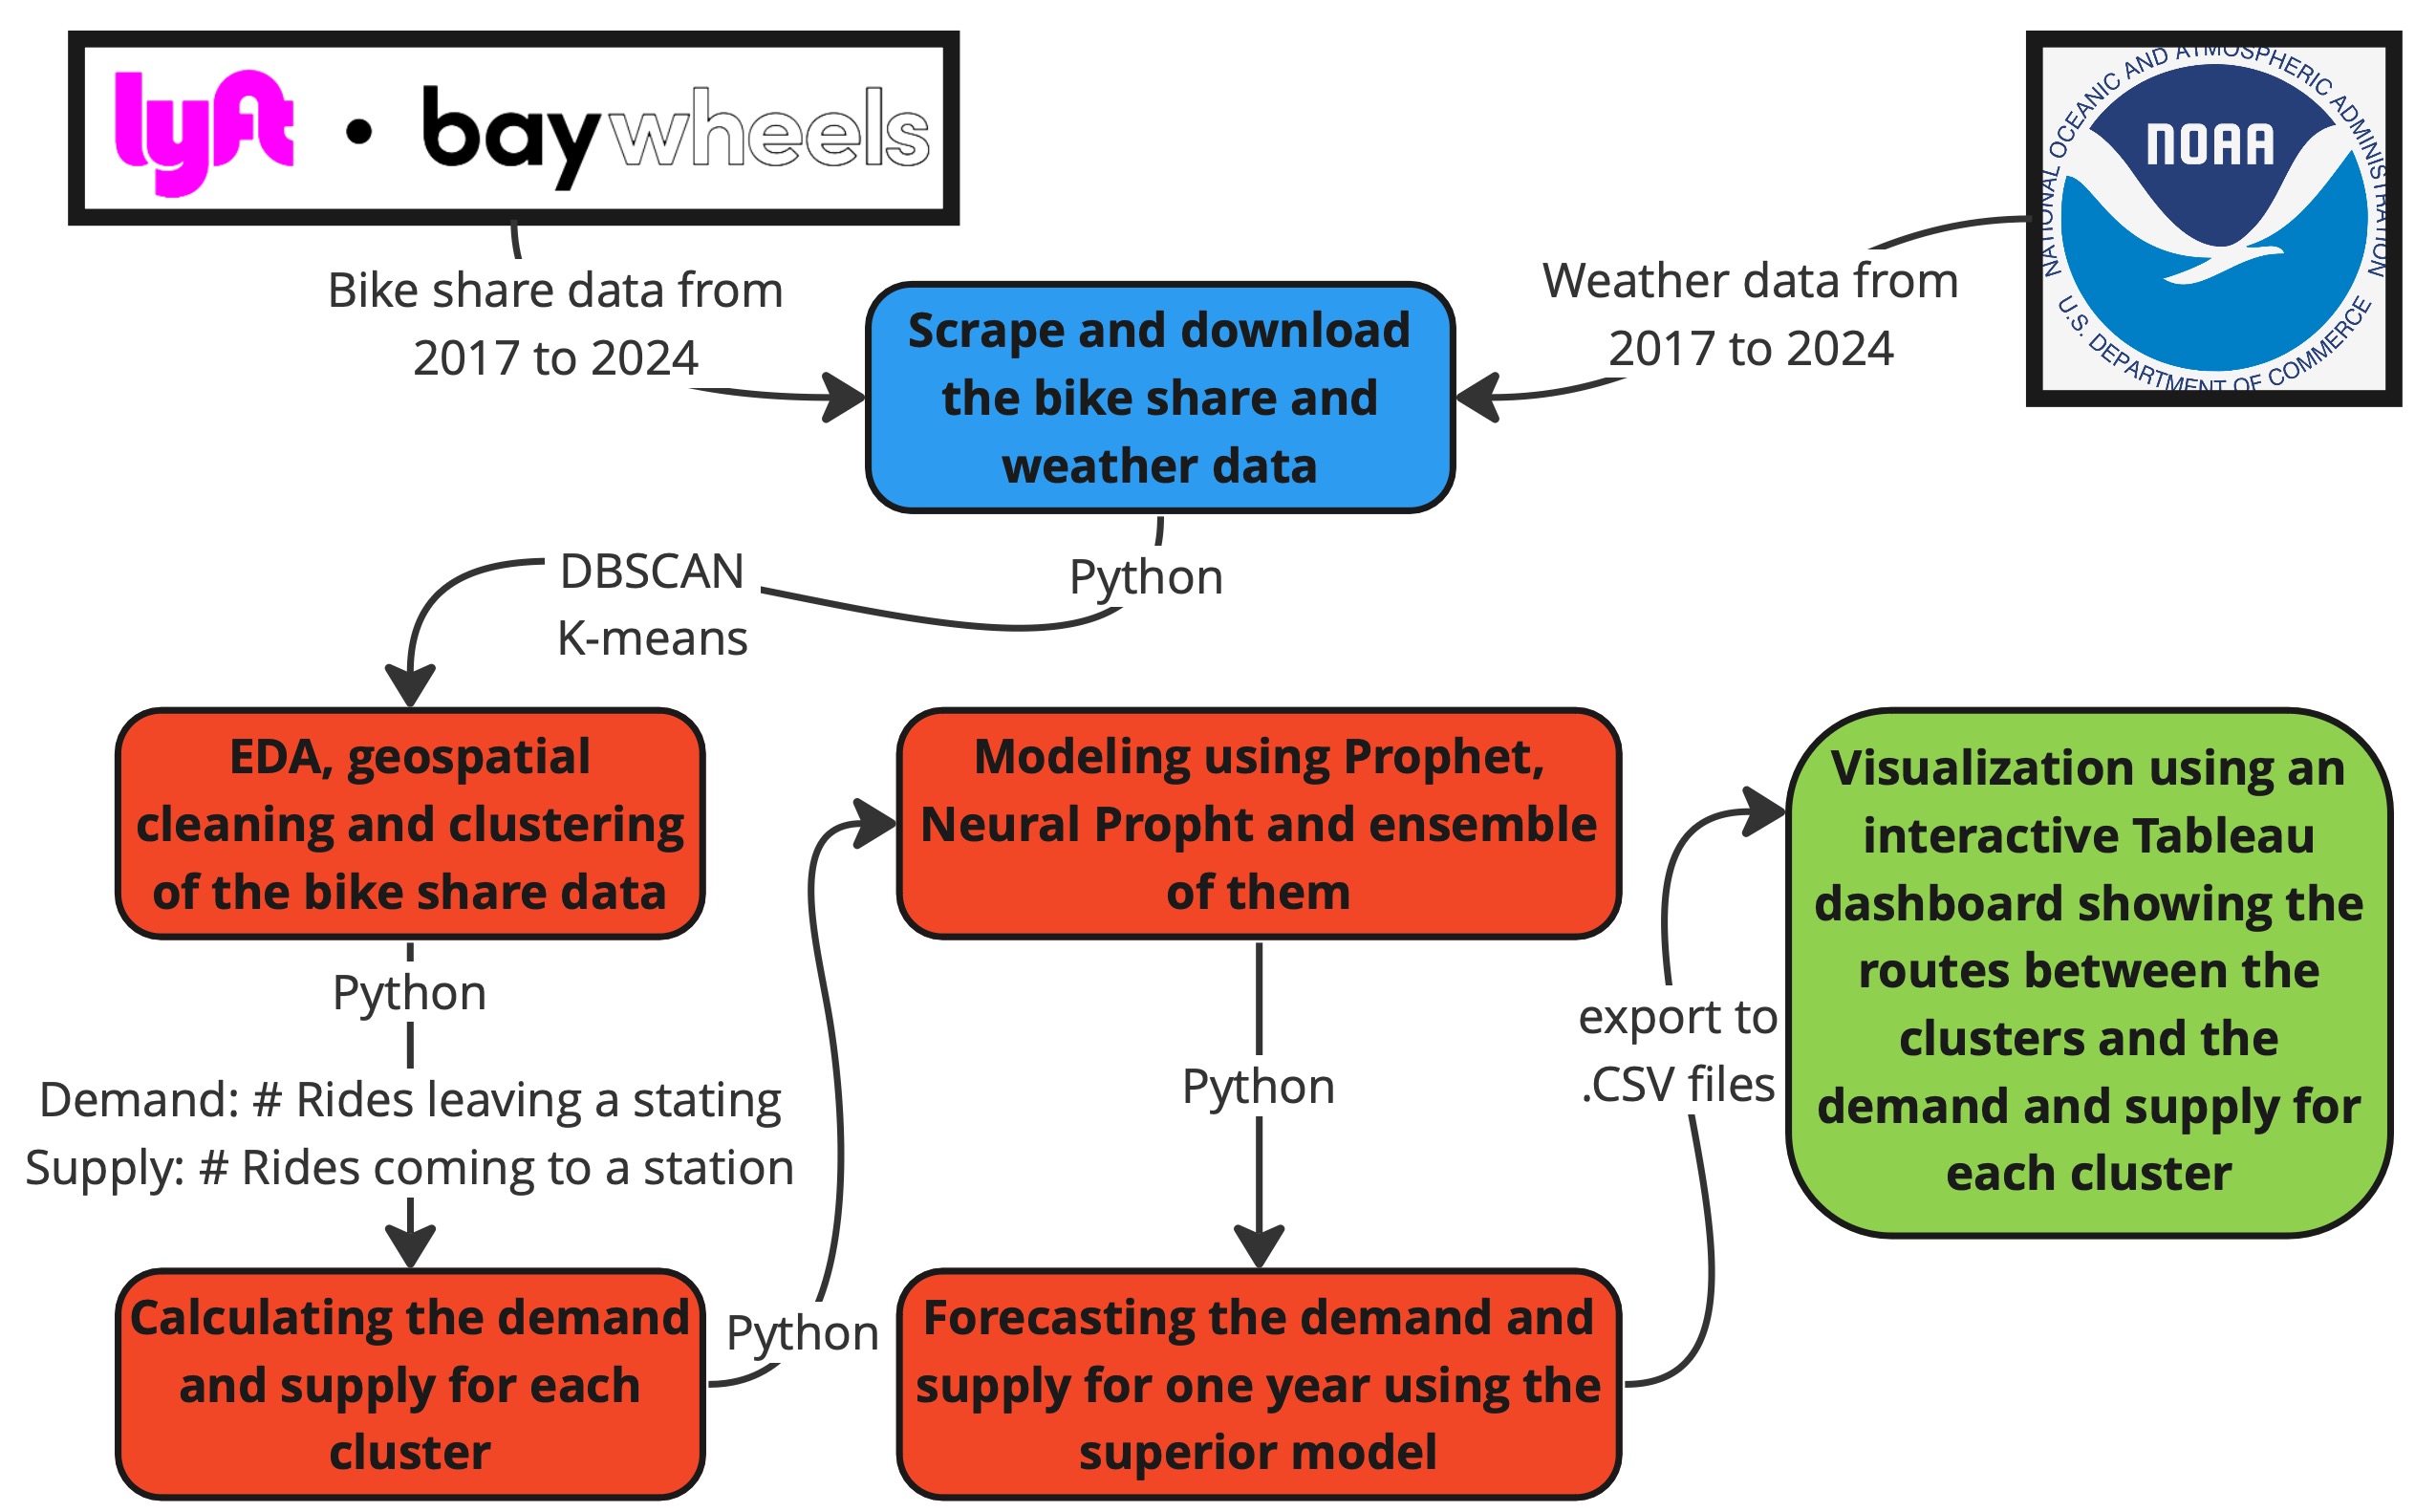 lyft • baywheels
NATIONAL OCEANIC AND ATMOSPHERIC ADMINISTRATION
NOAA
U.S. DEPARTMENT OF COMMERCE
Bike share data from
2017 to 2024
Scrape and download
the bike share and
weather data
Weather data from
2017 to 2024
Python
DBSCAN
K-means
EDA, geospatial
cleaning and clustering
of the bike share data
Python
Demand: # Rides leaving a stating
Supply: # Rides coming to a station
Calculating the demand
and supply for each
cluster
Python
Modeling using Prophet,
Neural Propht and ensemble
of them
Python
Forecasting the demand and
supply for one year using the
superior model
export to
.CSV files
Visualization using an
interactive Tableau
dashboard showing the
routes between the
clusters and the
demand and supply for
each cluster